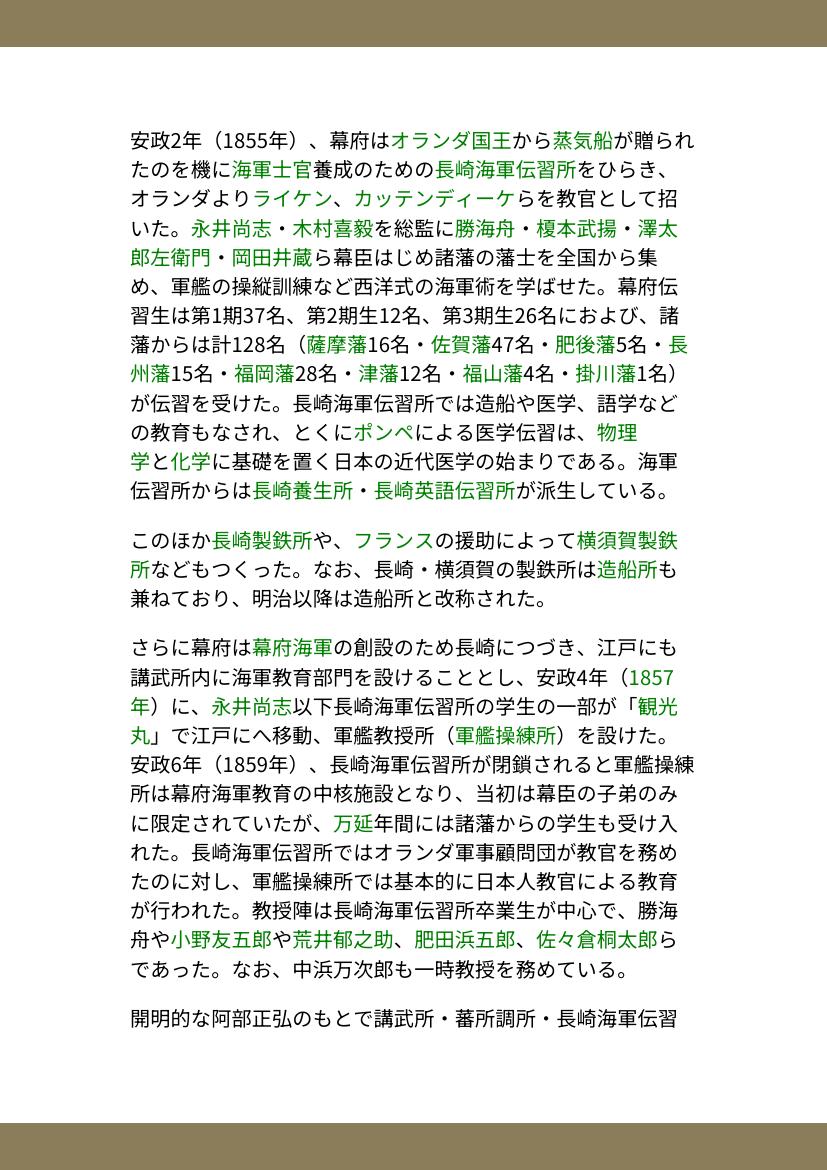 安政2年（1855年）、幕府はオランダ国王から蒸気船が贈られ
たのを機に海軍士官養成のための長崎海軍伝習所をひらき、
オランダよりライケン、カッテンディーケらを教官として招
いた。永井尚志・木村喜毅を総監に勝海舟・榎本武揚・澤太
郎左衛門・岡田井蔵ら幕臣はじめ諸藩の藩士を全国から集
め、軍艦の操縦訓練など西洋式の海軍術を学ばせた。幕府伝
習生は第1期37名、第2期生12名、第3期生26名におよび、諸
藩からは計128名（薩摩藩16名・佐賀藩47名・肥後藩5名・長
州藩15名・福岡藩28名・津藩12名・福山藩4名・掛川藩1名）
が伝習を受けた。長崎海軍伝習所では造船や医学、語学など
の教育もなされ、とくにポンペによる医学伝習は、物理
学と化学に基礎を置く日本の近代医学の始まりである。海軍
伝習所からは長崎養生所・長崎英語伝習所が派生している。
このほか長崎製鉄所や、フランスの援助によって横須賀製鉄
所などもつくった。なお、長崎・横須賀の製鉄所は造船所も
兼ねており、明治以降は造船所と改称された。
さらに幕府は幕府海軍の創設のため長崎につづき、江戸にも
講武所内に海軍教育部門を設けることとし、安政4年（1857
年）に、永井尚志以下長崎海軍伝習所の学生の一部が「観光
丸」で江戸にへ移動、軍艦教授所（軍艦操練所）を設けた。
安政6年（1859年）、長崎海軍伝習所が閉鎖されると軍艦操練
所は幕府海軍教育の中核施設となり、当初は幕臣の子弟のみ
に限定されていたが、万延年間には諸藩からの学生も受け入
れた。長崎海軍伝習所ではオランダ軍事顧問団が教官を務め
たのに対し、軍艦操練所では基本的に日本人教官による教育
が行われた。教授陣は長崎海軍伝習所卒業生が中心で、勝海
舟や小野友五郎や荒井郁之助、肥田浜五郎、佐々倉桐太郎ら
であった。なお、中浜万次郎も一時教授を務めている。
開明的な阿部正弘のもとで講武所・蕃所調所・長崎海軍伝習